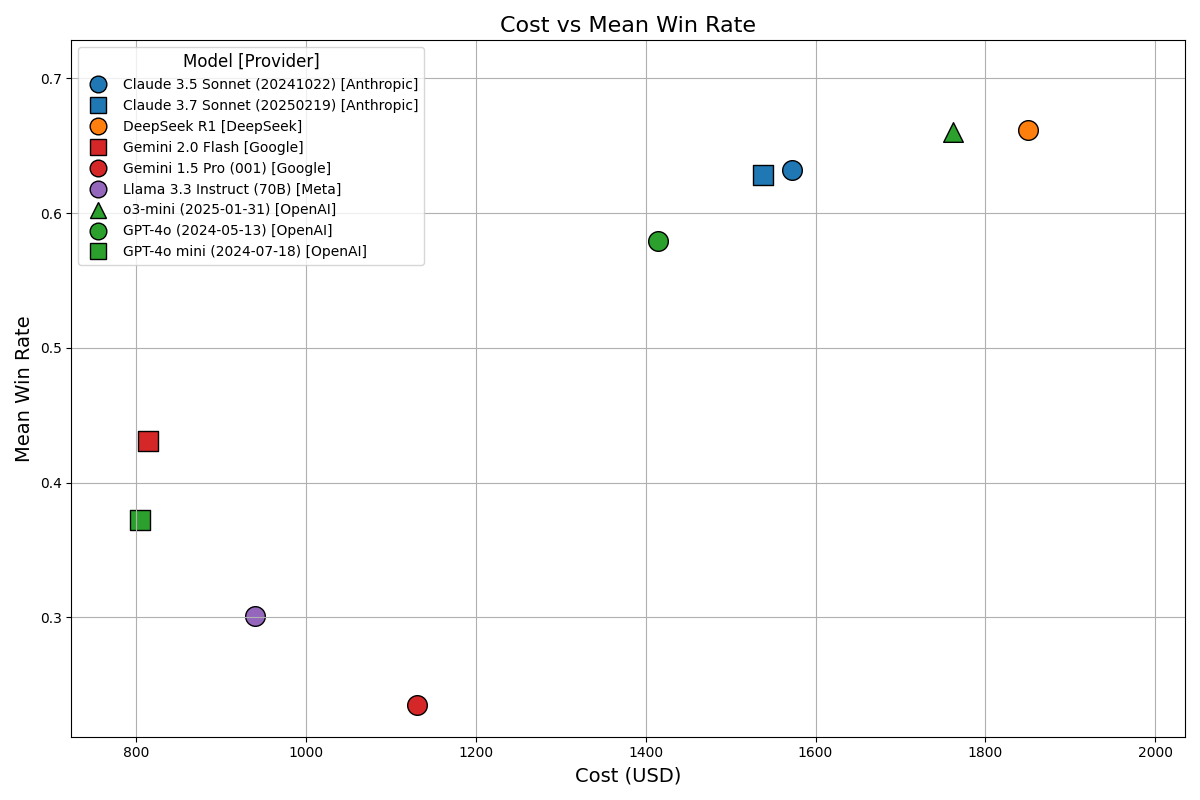 Cost vs Mean Win Rate
Model [Provider]
Claude 3.5 Sonnet (20241022) [Anthropic]
Claude 3.7 Sonnet (20250219) [Anthropic]
DeepSeek R1 [DeepSeek]
Gemini 2.0 Flash [Google]
Gemini 1.5 Pro (001) [Google]
Llama 3.3 Instruct (70B) [Meta]
o3-mini (2025-01-31) [OpenAI]
GPT-4o (2024-05-13) [OpenAI]
GPT-4o mini (2024-07-18) [OpenAI]
Mean Win Rate
0.7
0.6
0.5
0.4
0.3
800 1000 1200 1400 1600 1800 2000
Cost (USD)